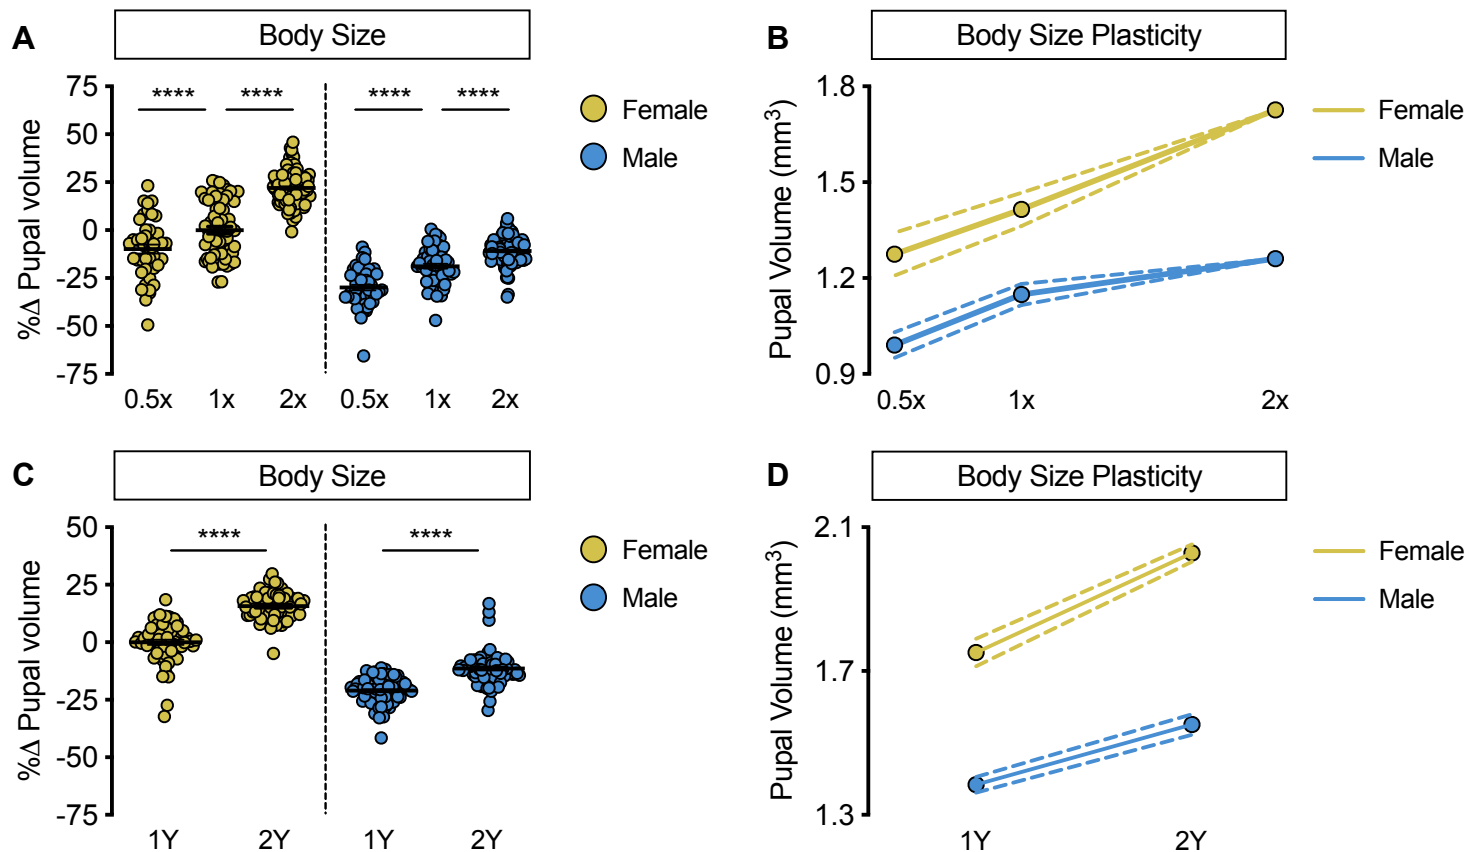 A
Body Size
%Δ Pupal volume
75
50
25
0
-25
-50
-75
**** **** **** ****
0.5x 1x 2x 0.5x 1x 2x
Female
Male
B
Body Size Plasticity
Pupal Volume (mm³)
1.8
1.5
1.2
0.9
0.5x 1x 2x
Female
Male
C
Body Size
%Δ Pupal volume
50
25
0
-25
-50
-75
**** ****
1Y 2Y 1Y 2Y
Female
Male
D
Body Size Plasticity
Pupal Volume (mm³)
2.1
1.7
1.3
1Y 2Y
Female
Male